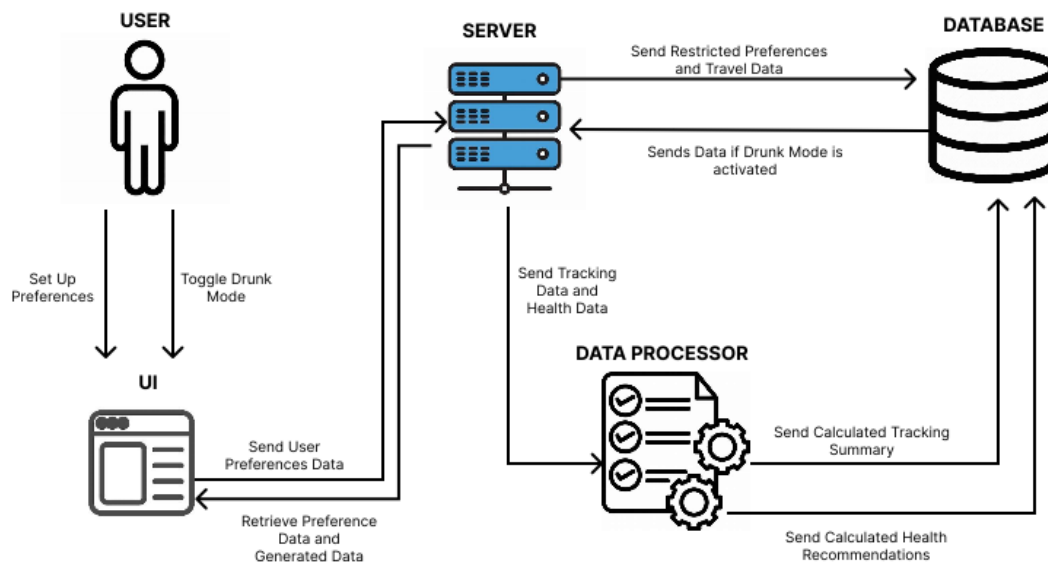 USER
SERVER
DATABASE
Send Restricted Preferences
and Travel Data
Sends Data if Drunk Mode is
activated
Set Up
Preferences
Toggle Drunk
Mode
Send Tracking
Data and
Health Data
UI
DATA PROCESSOR
Send User
Preferences Data
Retrieve Preference
Data and
Generated Data
Send Calculated Tracking
Summary
Send Calculated Health
Recommendations